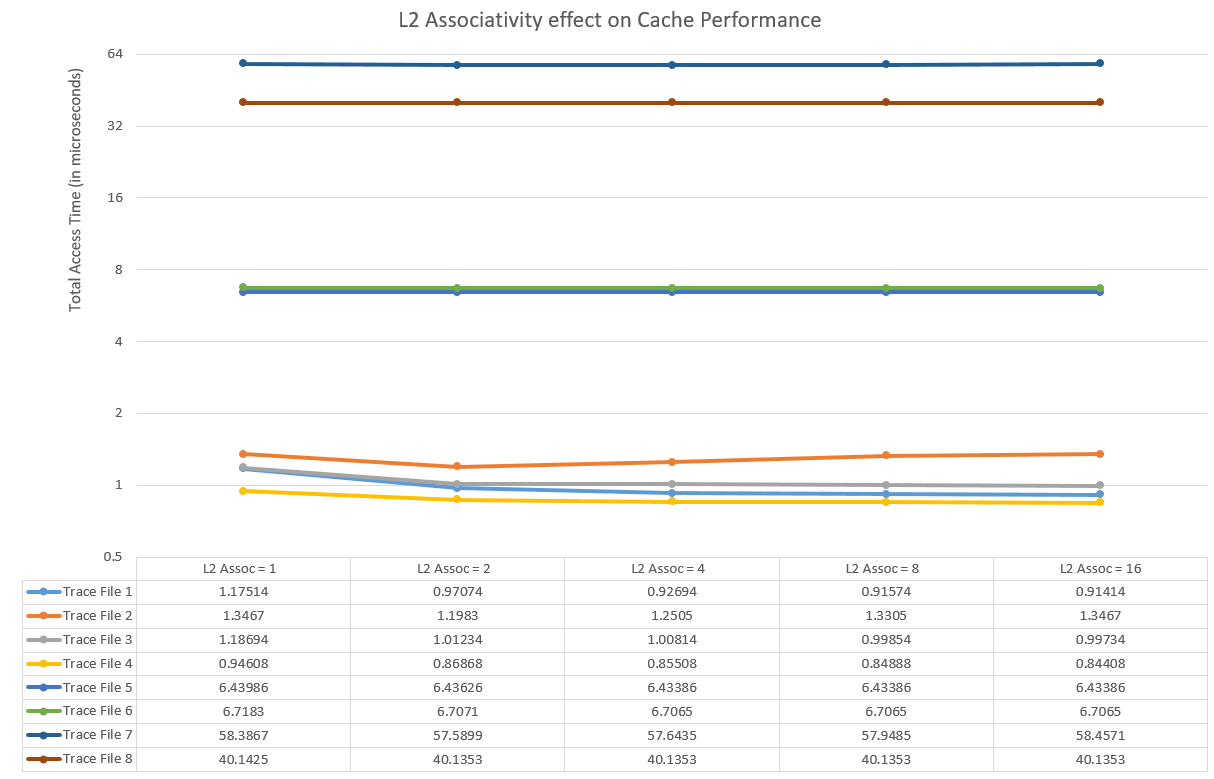 L2 Associativity effect on Cache Performance
Total Access Time (in microseconds)
64
32
16
8
4
2
1
0.5
L2 Assoc = 1 L2 Assoc = 2 L2 Assoc = 4 L2 Assoc = 8 L2 Assoc = 16
Trace File 1 1.17514 0.97074 0.92694 0.91574 0.91414
Trace File 2 1.3467 1.1983 1.2505 1.3305 1.3467
Trace File 3 1.18694 1.01234 1.00814 0.99854 0.99734
Trace File 4 0.94608 0.86868 0.85508 0.84888 0.84408
Trace File 5 6.43986 6.43626 6.43386 6.43386 6.43386
Trace File 6 6.7183 6.7071 6.7065 6.7065 6.7065
Trace File 7 58.3867 57.5899 57.6435 57.9485 58.4571
Trace File 8 40.1425 40.1353 40.1353 40.1353 40.1353